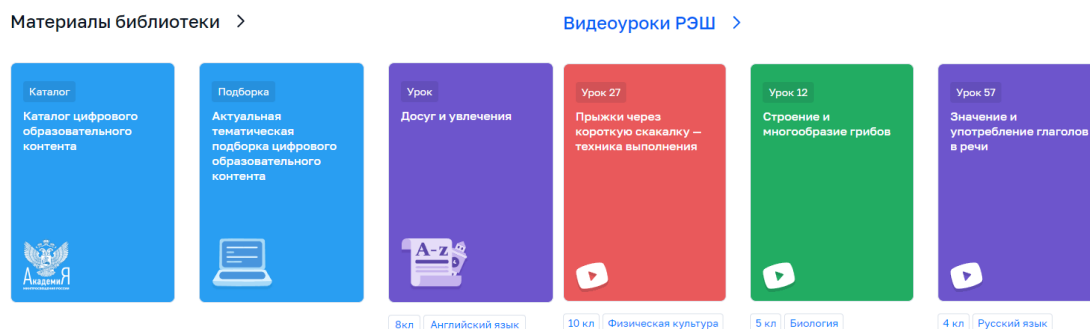 Материалы библиотеки
Видеоуроки РЭШ
Каталог
Каталог цифрового
образовательного
контента
АкадемиЯ
Подборка
Актуальная
тематическая
подборка цифрового
образовательного
контента
Урок
Досуг и увлечения
A-z
8кл
Английский язык
Урок 27
Прыжки через
короткую скакалку —
техника выполнения
10 кл
Физическая культура
Урок 12
Строение и
многообразие грибов
5 кл
Биология
Урок 57
Значение и
употребление глаголов
в речи
4 кл
Русский язык